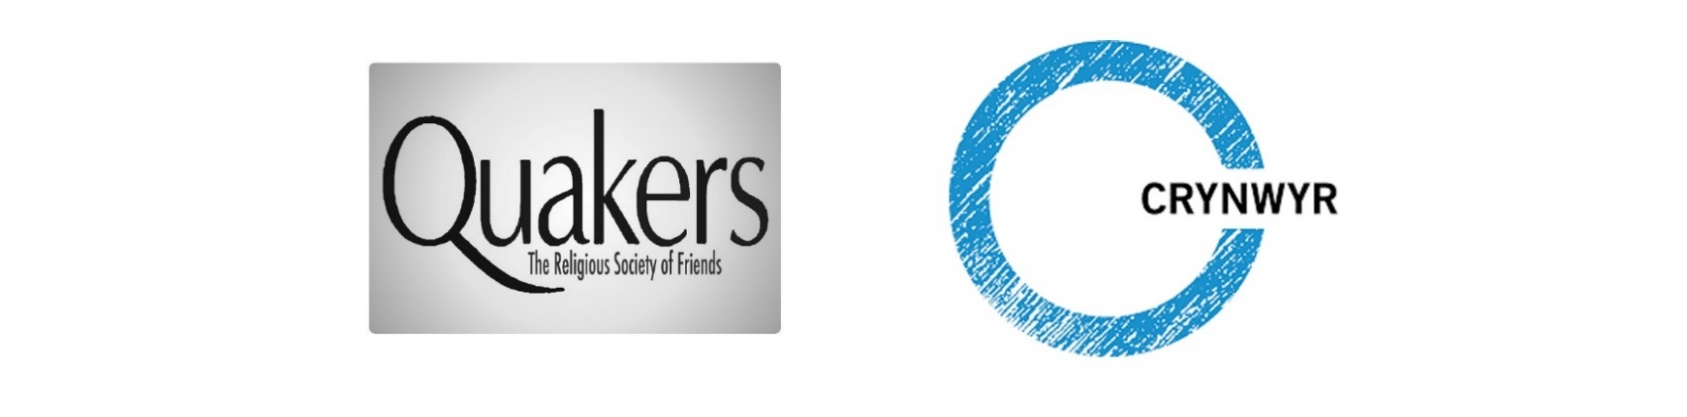 Quakers
The Religious Society of Friends
CRYNWYR